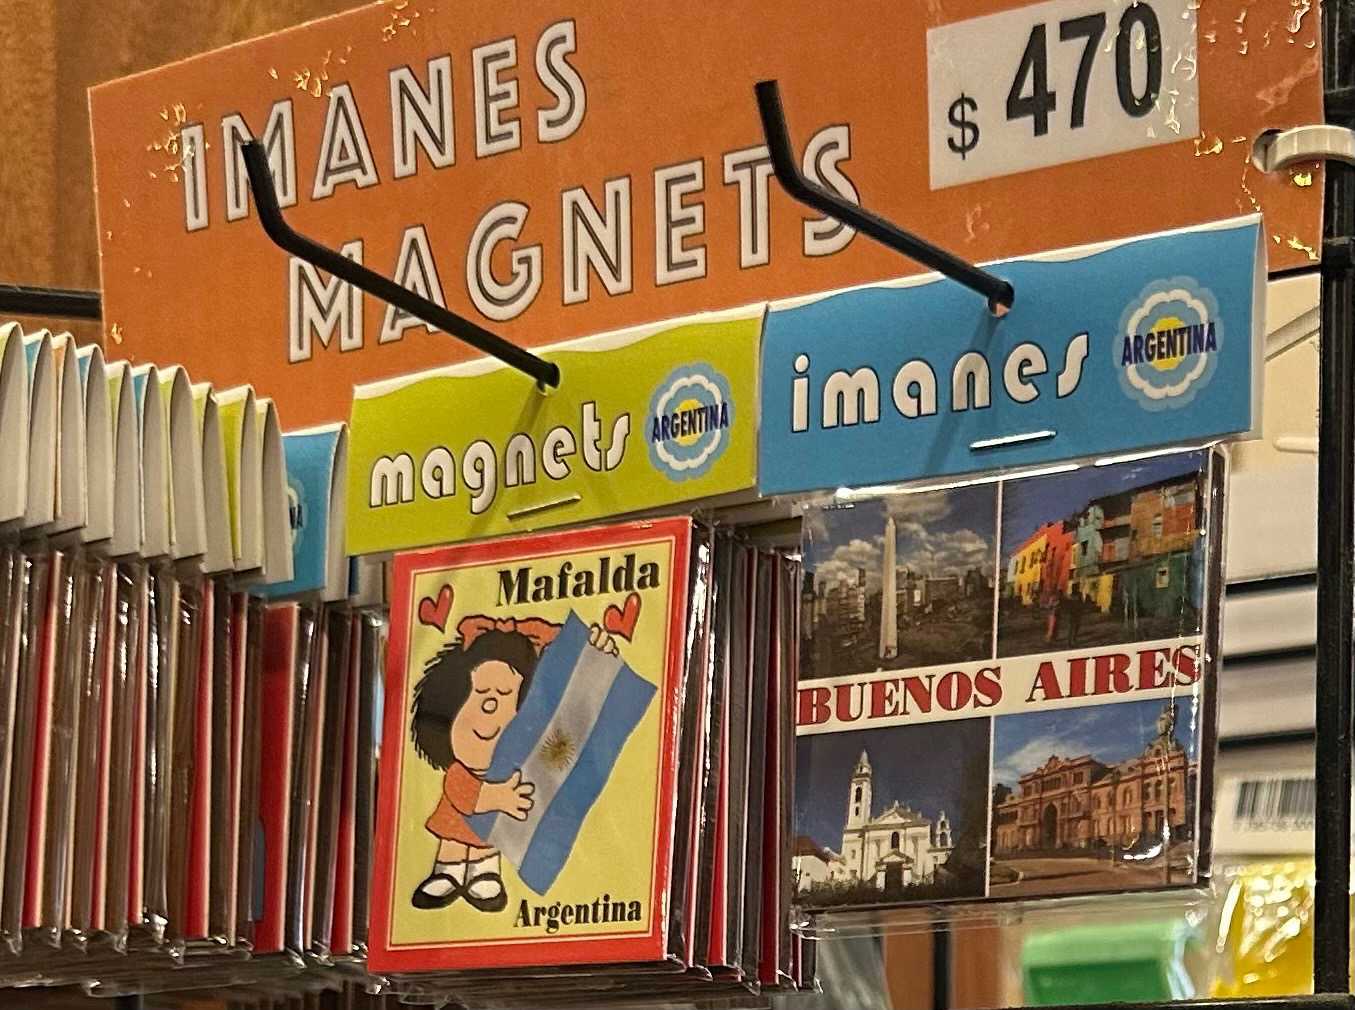 IMANES
MAGNETS
$ 470
magnets
ARGENTINA
imanes
ARGENTINA
Mafalda
Argentina
BUENOS AIRES